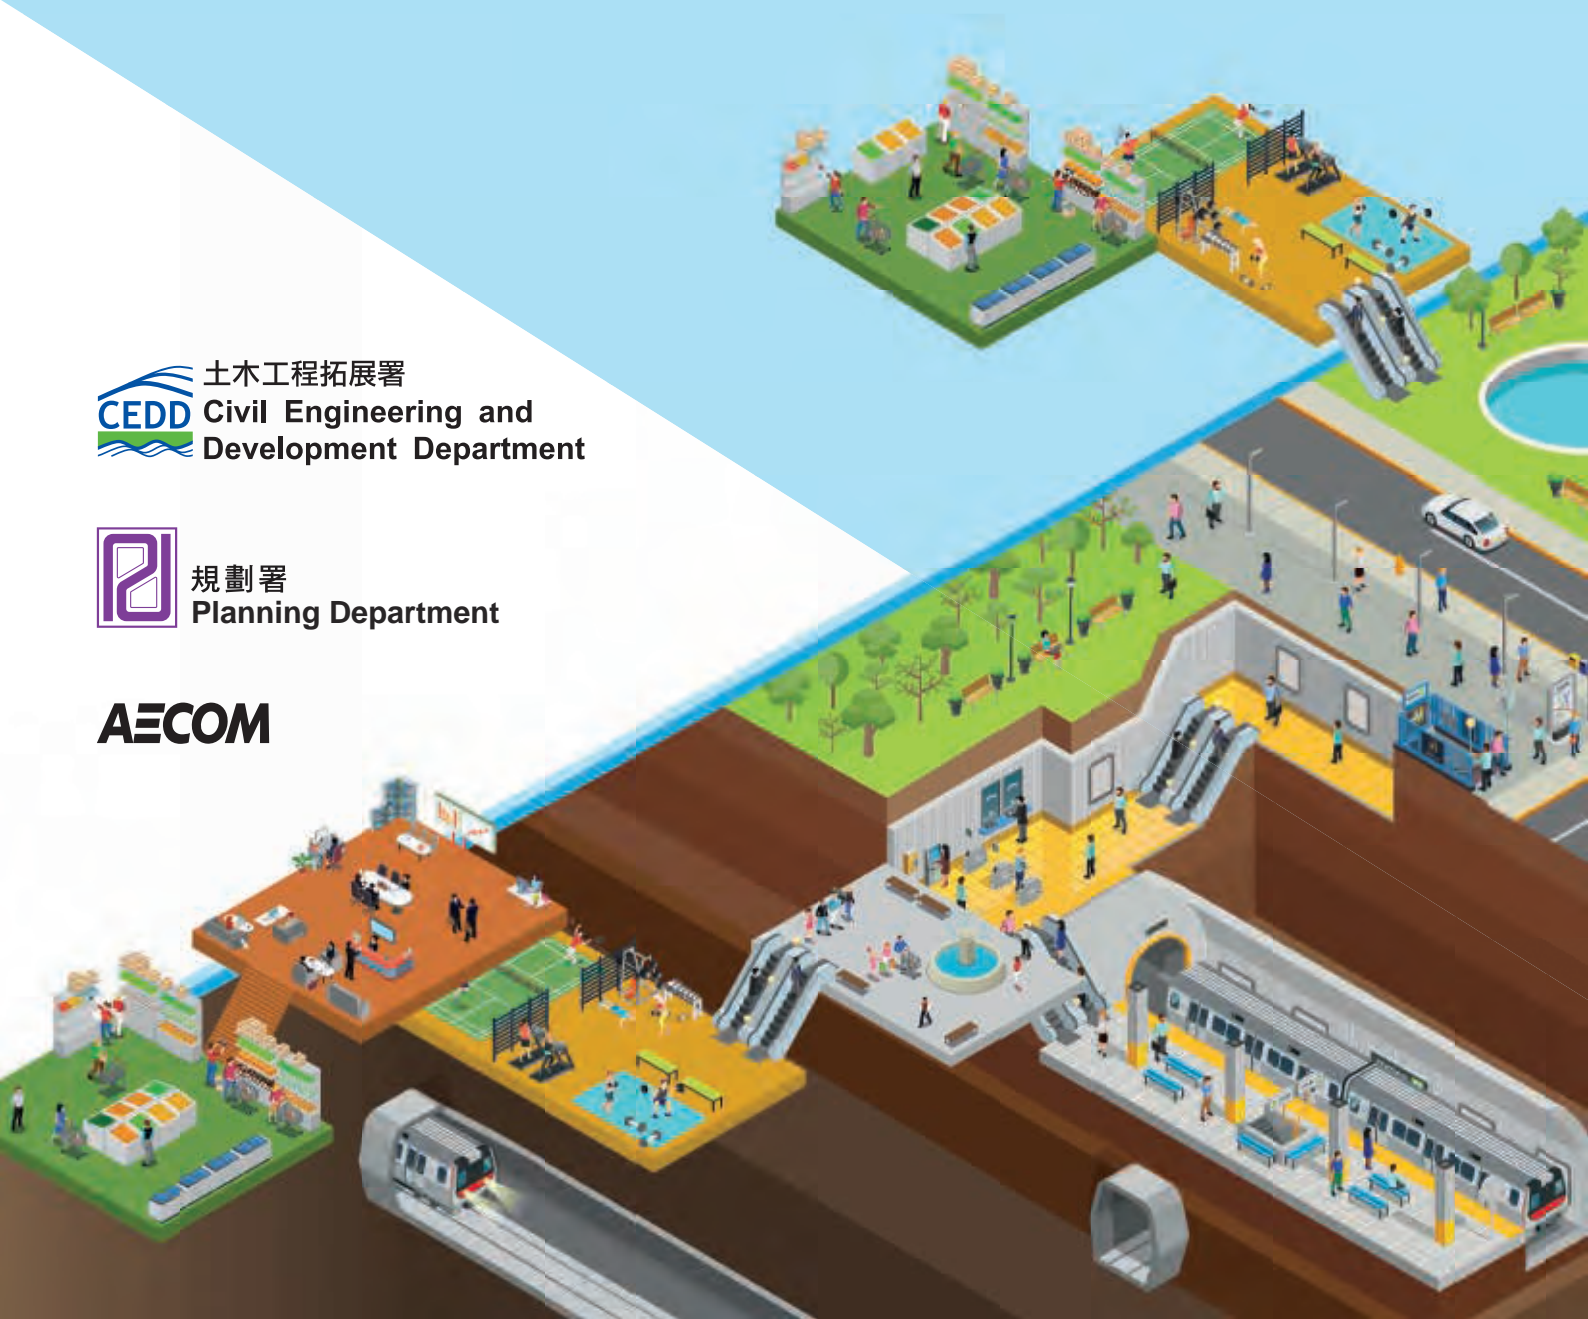 土木工程拓展署
CEDD
Civil Engineering and
Development Department
規劃署
Planning Department
AECOM